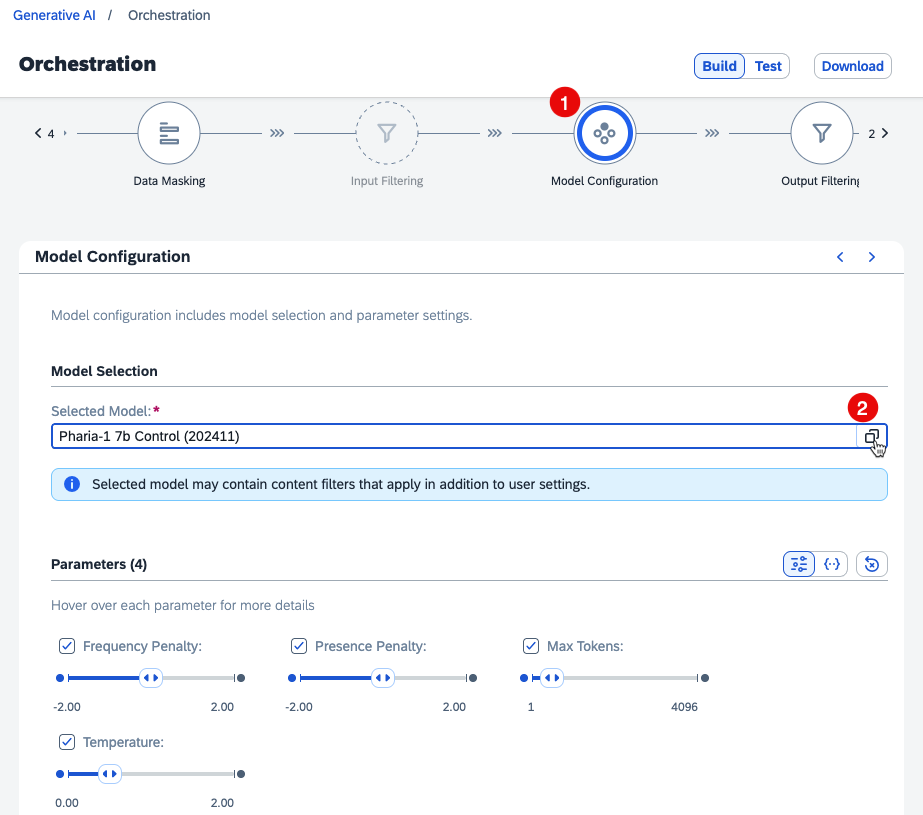 Generative AI / Orchestration
Orchestration
Build Test Download
1
4
2
Data Masking Input Filtering Model Configuration Output Filtering
Model Configuration
Model configuration includes model selection and parameter settings.
Model Selection
Selected Model:*
2
Pharia-1 7b Control (202411)
Selected model may contain content filters that apply in addition to user settings.
Parameters (4)
Hover over each parameter for more details
Frequency Penalty: Presence Penalty: Max Tokens:
-2.00 2.00 -2.00 2.00 1 4096
Temperature:
0.00 2.00